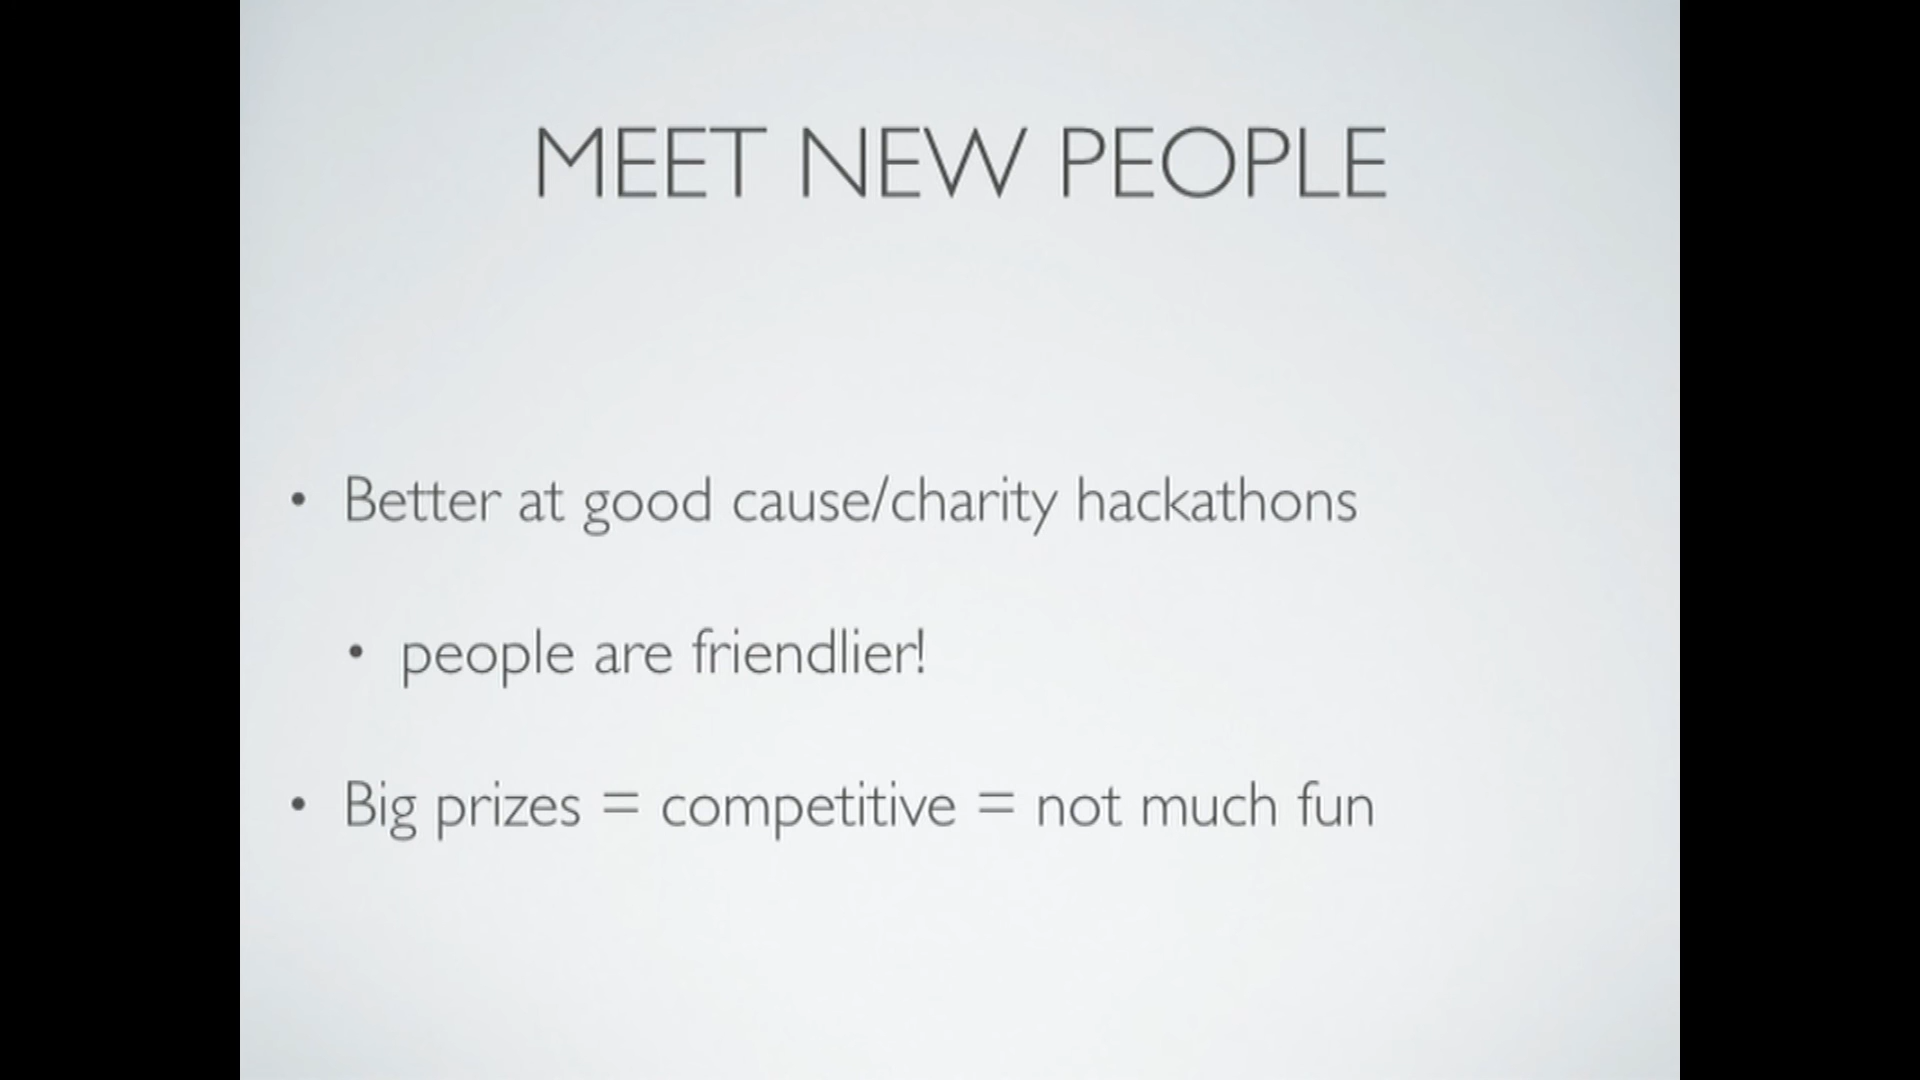 MEET NEW PEOPLE
• Better at good cause/charity hackathons
• people are friendlier!
• Big prizes = competitive = not much fun